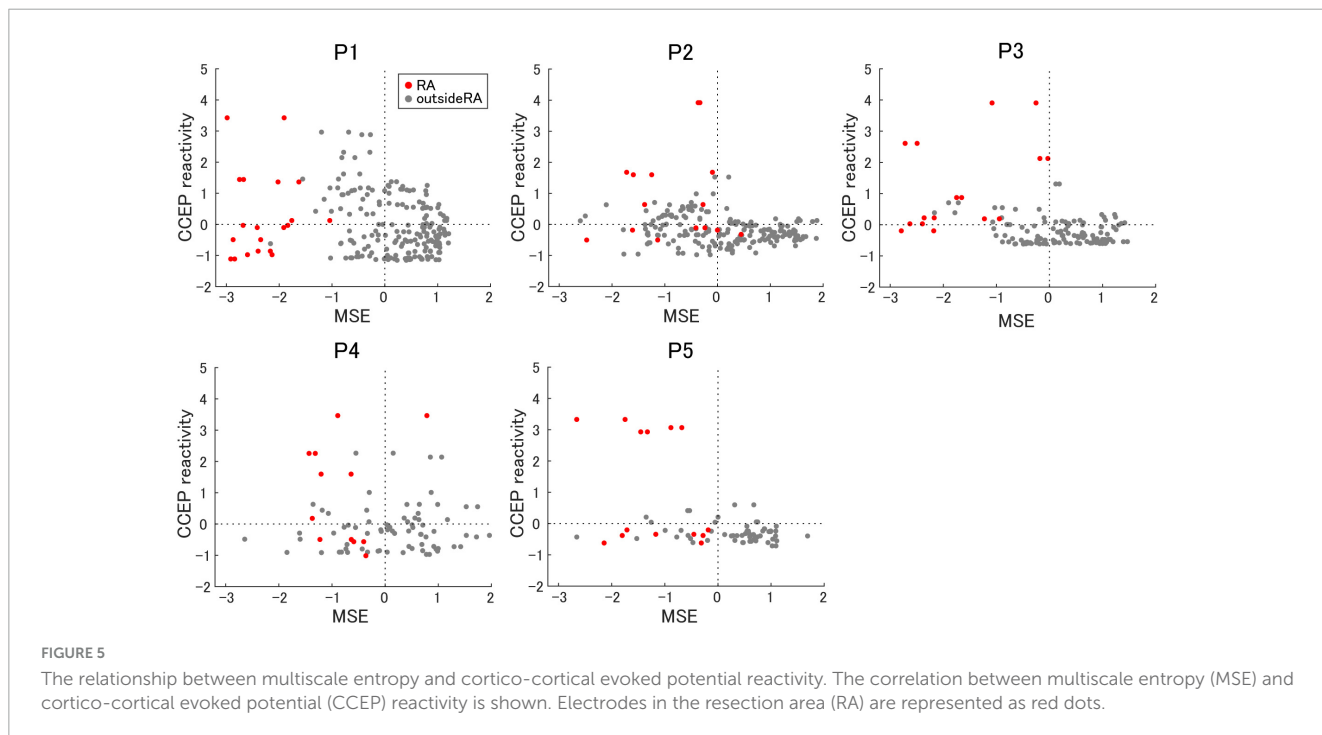 P1
5
4
3
2
1
0
−1
−2
CCEP reactivity
−3 −2 −1 0 1 2
MSE
RA
outsideRA
P2
5
4
3
2
1
0
−1
−2
CCEP reactivity
−3 −2 −1 0 1 2
MSE
P3
5
4
3
2
1
0
−1
−2
CCEP reactivity
−3 −2 −1 0 1 2
MSE
P4
5
4
3
2
1
0
−1
−2
CCEP reactivity
−3 −2 −1 0 1 2
MSE
P5
5
4
3
2
1
0
−1
−2
CCEP reactivity
−3 −2 −1 0 1 2
MSE
FIGURE 5
The relationship between multiscale entropy and cortico-cortical evoked potential reactivity. The correlation between multiscale entropy (MSE) and
cortico-cortical evoked potential (CCEP) reactivity is shown. Electrodes in the resection area (RA) are represented as red dots.